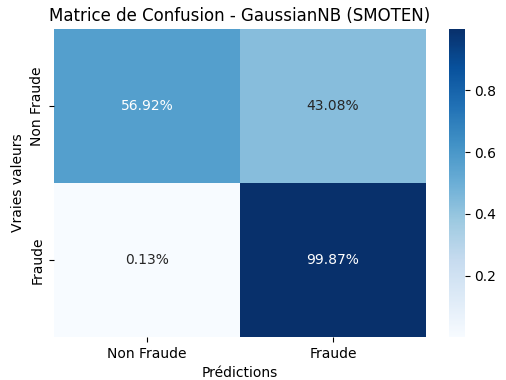 Matrice de Confusion - GaussianNB (SMOTEN)
Vraies valeurs
Non Fraude
56.92%
43.08%
Fraude
0.13%
99.87%
Non Fraude
Fraude
Prédictions
0.8
0.6
0.4
0.2